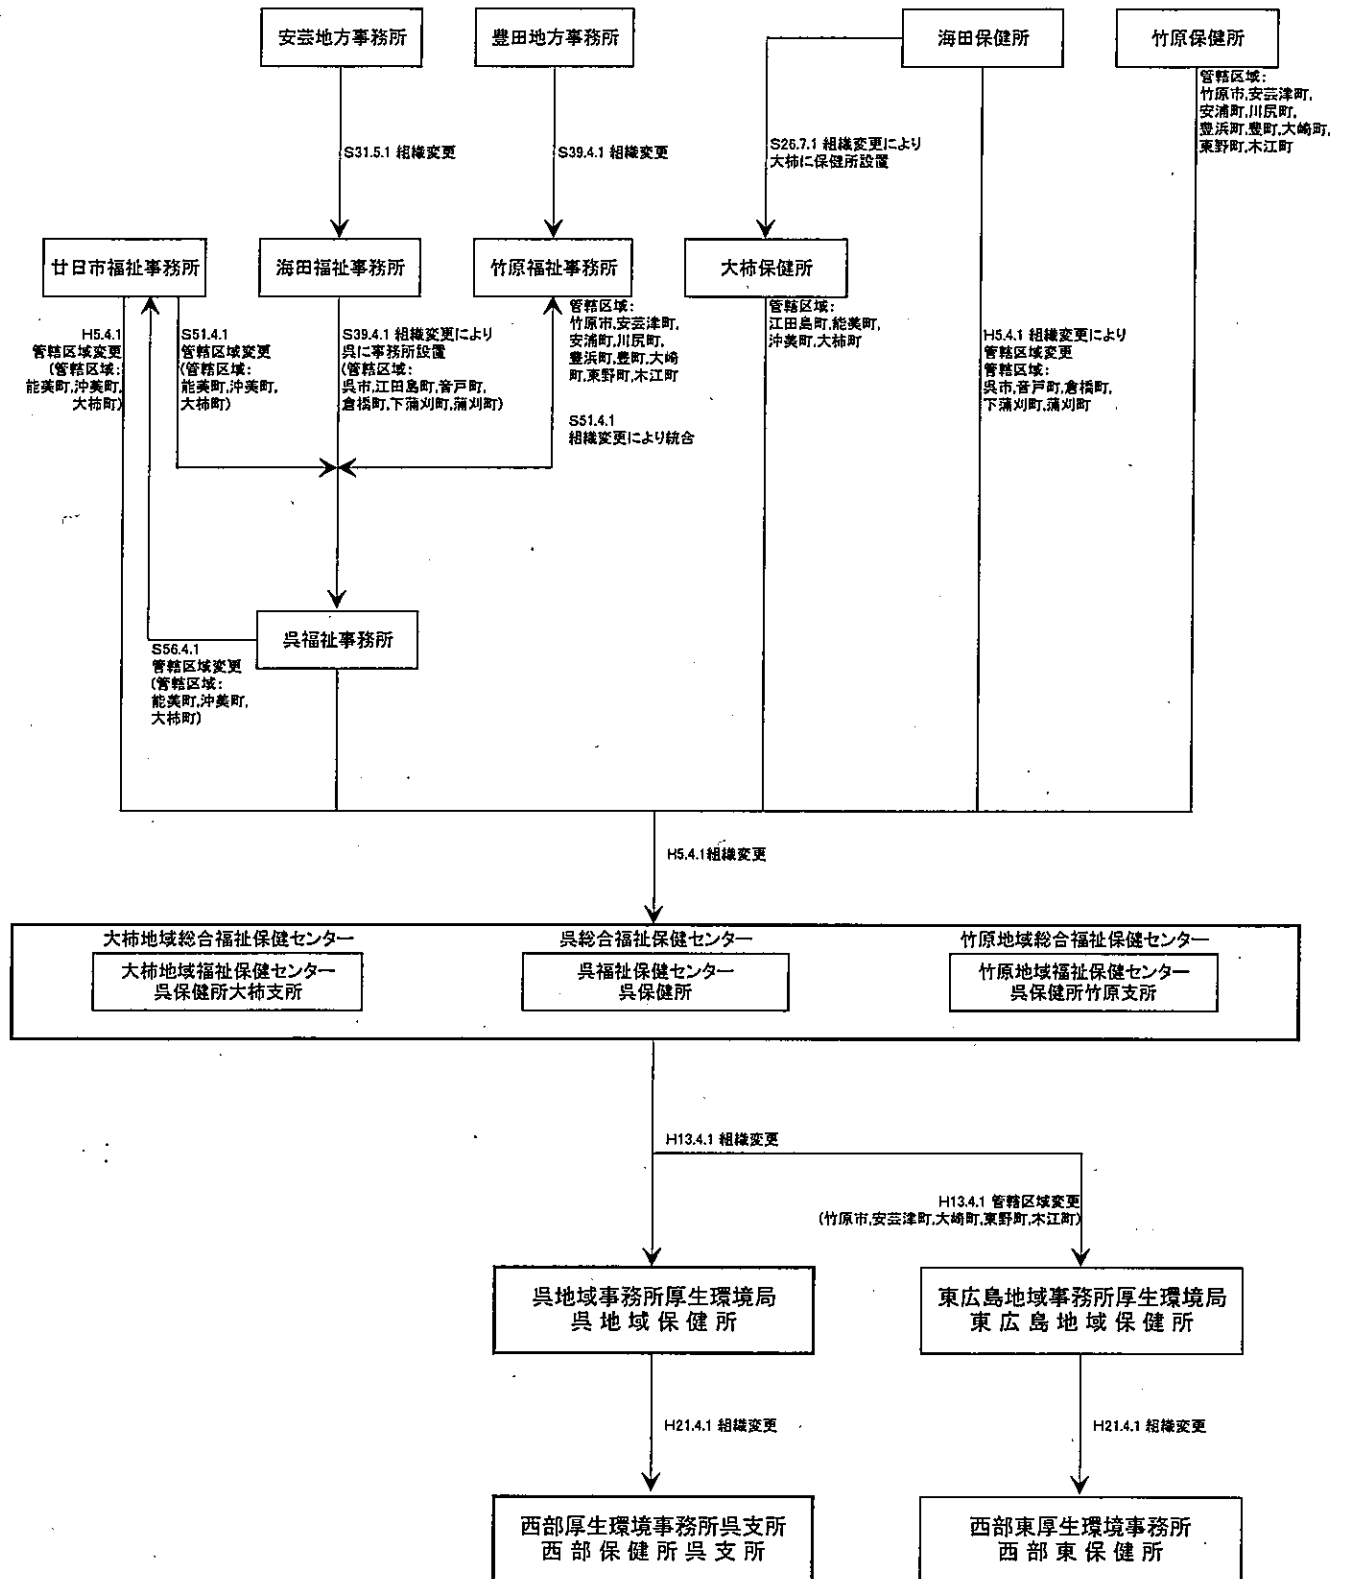 安芸地方事務所
豊田地方事務所
海田保健所
竹原保健所
管轄区域：
竹原市,安芸津町,
安浦町,川尻町,
豊浜町,豊町,大崎町,
東野町,木江町
S31.5.1 組織変更
S39.4.1 組織変更
S26.7.1 組織変更により
大柿に保健所設置
廿日市福祉事務所
海田福祉事務所
竹原福祉事務所
大柿保健所
H5.4.1
管轄区域変更
(管轄区域：
能美町,沖美町,
大柿町)
S51.4.1
管轄区域変更
(管轄区域：
能美町,沖美町,
大柿町)
S39.4.1 組織変更により
呉に事務所設置
(管轄区域：
呉市,江田島町,音戸町,
倉橋町,下蒲刈町,蒲刈町)
管轄区域：
竹原市,安芸津町,
安浦町,川尻町,
豊浜町,豊町,大崎
町,東野町,木江町
S51.4.1
組織変更により統合
管轄区域：
江田島町,能美町,
沖美町,大柿町
H5.4.1 組織変更により
管轄区域変更
管轄区域：
呉市,音戸町,倉橋町,
下蒲刈町,蒲刈町
呉福祉事務所
S56.4.1
管轄区域変更
(管轄区域：
能美町,沖美町,
大柿町)
H5.4.1組織変更
大柿地域総合福祉保健センター
大柿地域福祉保健センター
呉保健所大柿支所
呉総合福祉保健センター
呉福祉保健センター
呉保健所
竹原地域総合福祉保健センター
竹原地域福祉保健センター
呉保健所竹原支所
H13.4.1 組織変更
H13.4.1 管轄区域変更
(竹原市,安芸津町,大崎町,東野町,木江町)
呉地域事務所厚生環境局
呉地域保健所
東広島地域事務所厚生環境局
東広島地域保健所
H21.4.1 組織変更
H21.4.1 組織変更
西部厚生環境事務所呉支所
西部保健所呉支所
西部東厚生環境事務所
西部東保健所